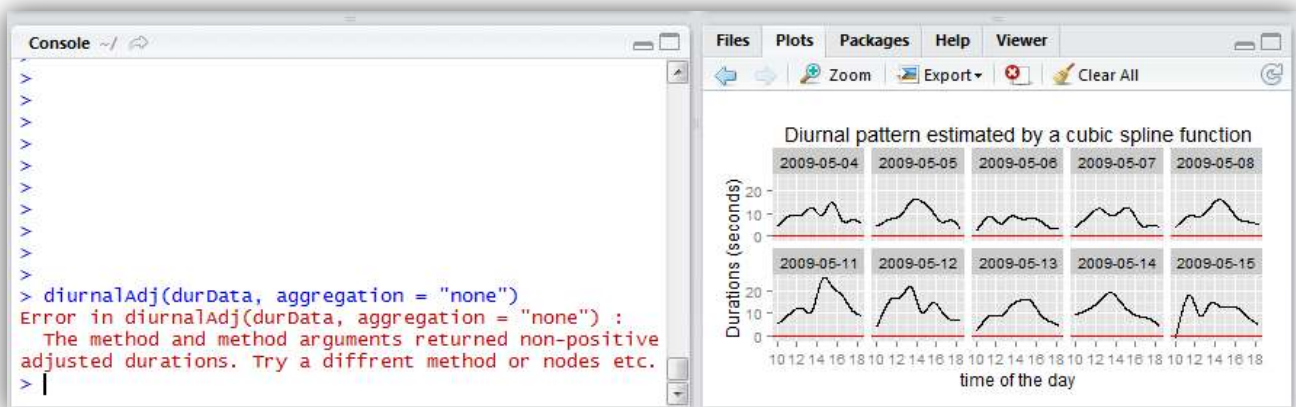 Console ~/
>
>
>
>
>
>
>
>
>
>
>
> diurnalAdj(durData, aggregation = "none")
Error in diurnalAdj(durData, aggregation = "none") :
The method and method arguments returned non-positive
adjusted durations. Try a diffrent method or nodes etc.
>
Files Plots Packages Help Viewer
Zoom Export Clear All
Diurnal pattern estimated by a cubic spline function
2009-05-04 2009-05-05 2009-05-06 2009-05-07 2009-05-08
20
10
0
2009-05-11 2009-05-12 2009-05-13 2009-05-14 2009-05-15
20
10
0
Durations (seconds)
10 12 14 16 18 10 12 14 16 18 10 12 14 16 18 10 12 14 16 18 10 12 14 16 18
time of the day